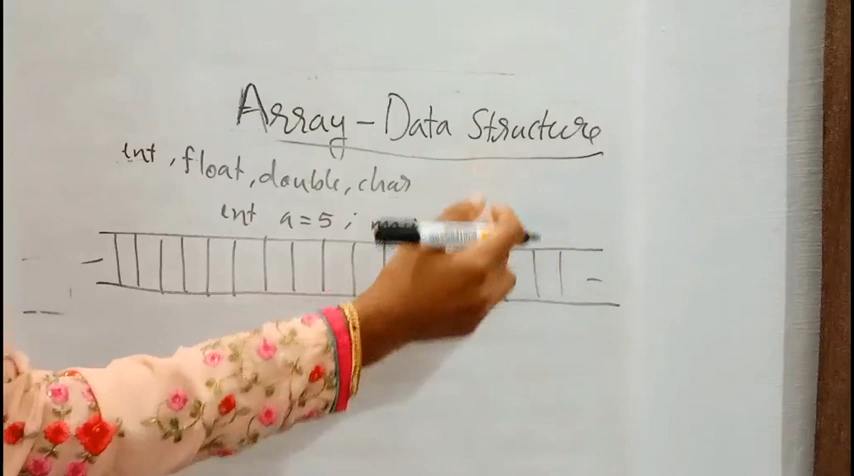 Array - Data Structure
int, float, double, char
int a = 5;